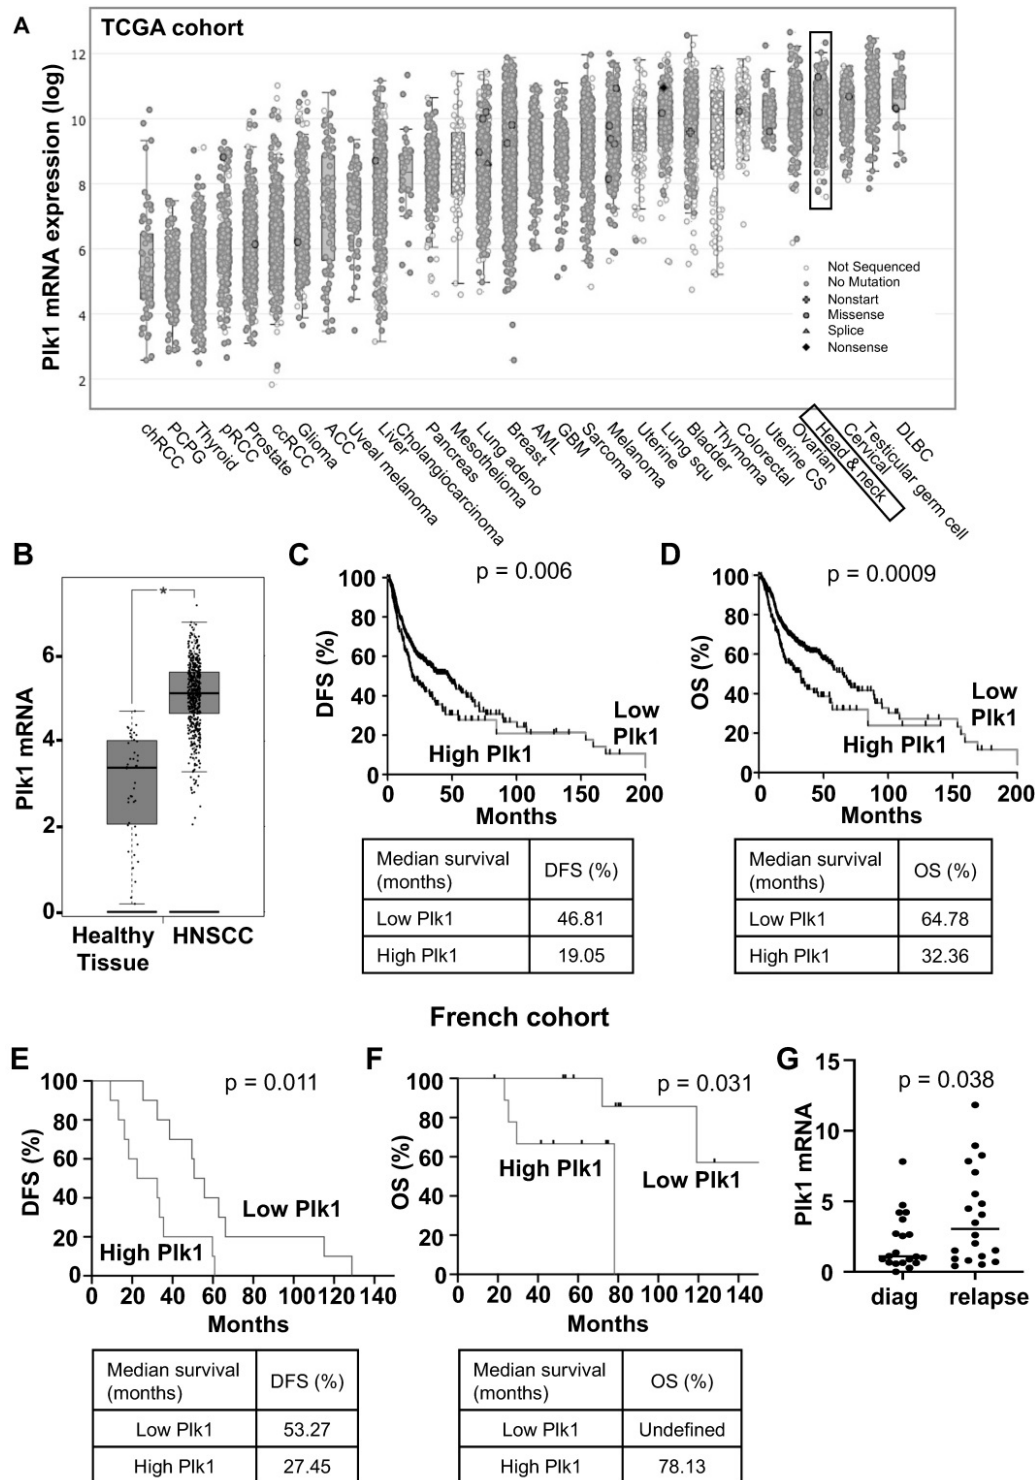 A
TCGA cohort
Plk1 mRNA expression (log)
12
10
8
6
4
2
Not Sequenced
No Mutation
Nonstart
Missense
Splice
Nonsense
chRCC
PCPG
Thyroid
pRCC
Prostate
ccRCC
Glioma
ACC
Uveal melanoma
Liver
Cholangiocarcinoma
Pancreas
Mesothelioma
Lung adeno
Breast
AML
GBM
Sarcoma
Melanoma
Uterine
Lung squ
Bladder
Thymoma
Colorectal
Uterine CS
Ovarian
Head & neck
Cervical
Testicular germ cell
DLBC
B
Plk1 mRNA
6
4
2
0
*
Healthy
Tissue
HNSCC
C
p = 0.006
DFS (%)
100
80
60
40
20
0
Low
Plk1
High Plk1
0 50 100 150 200
Months
Median survival
(months)
DFS (%)
Low Plk1 46.81
High Plk1 19.05
D
p = 0.0009
OS (%)
100
80
60
40
20
0
Low
Plk1
High Plk1
0 50 100 150 200
Months
Median survival
(months)
OS (%)
Low Plk1 64.78
High Plk1 32.36
French cohort
E
p = 0.011
DFS (%)
100
80
60
40
20
0
Low Plk1
High Plk1
0 20 40 60 80 100 120 140
Months
Median survival
(months)
DFS (%)
Low Plk1 53.27
High Plk1 27.45
F
p = 0.031
OS (%)
100
80
60
40
20
0
High Plk1
Low Plk1
0 20 40 60 80 100 120 140
Months
Median survival
(months)
OS (%)
Low Plk1 Undefined
High Plk1 78.13
G
p = 0.038
Plk1 mRNA
15
10
5
0
diag relapse